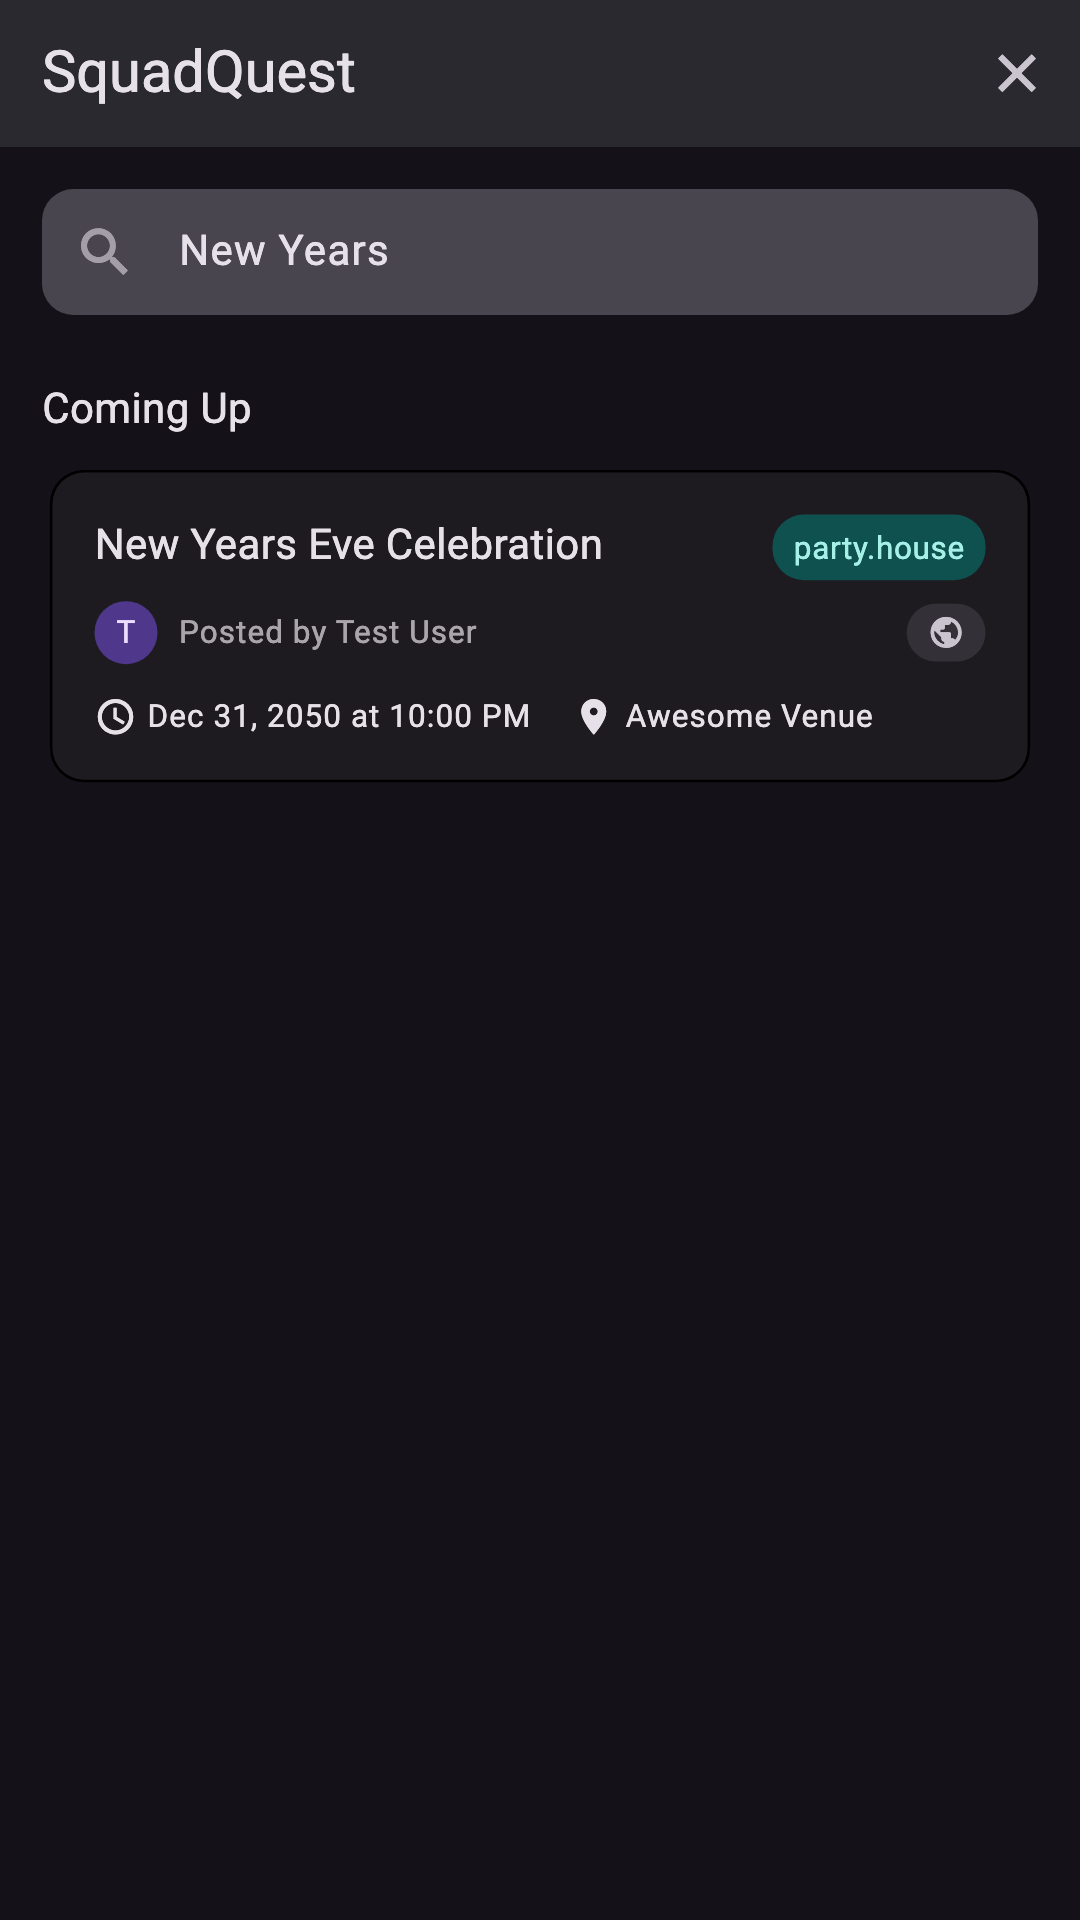 SquadQuest
New Years
Coming Up
New Years Eve Celebration
party.house
T
Posted by Test User
Dec 31, 2050 at 10:00 PM
Awesome Venue